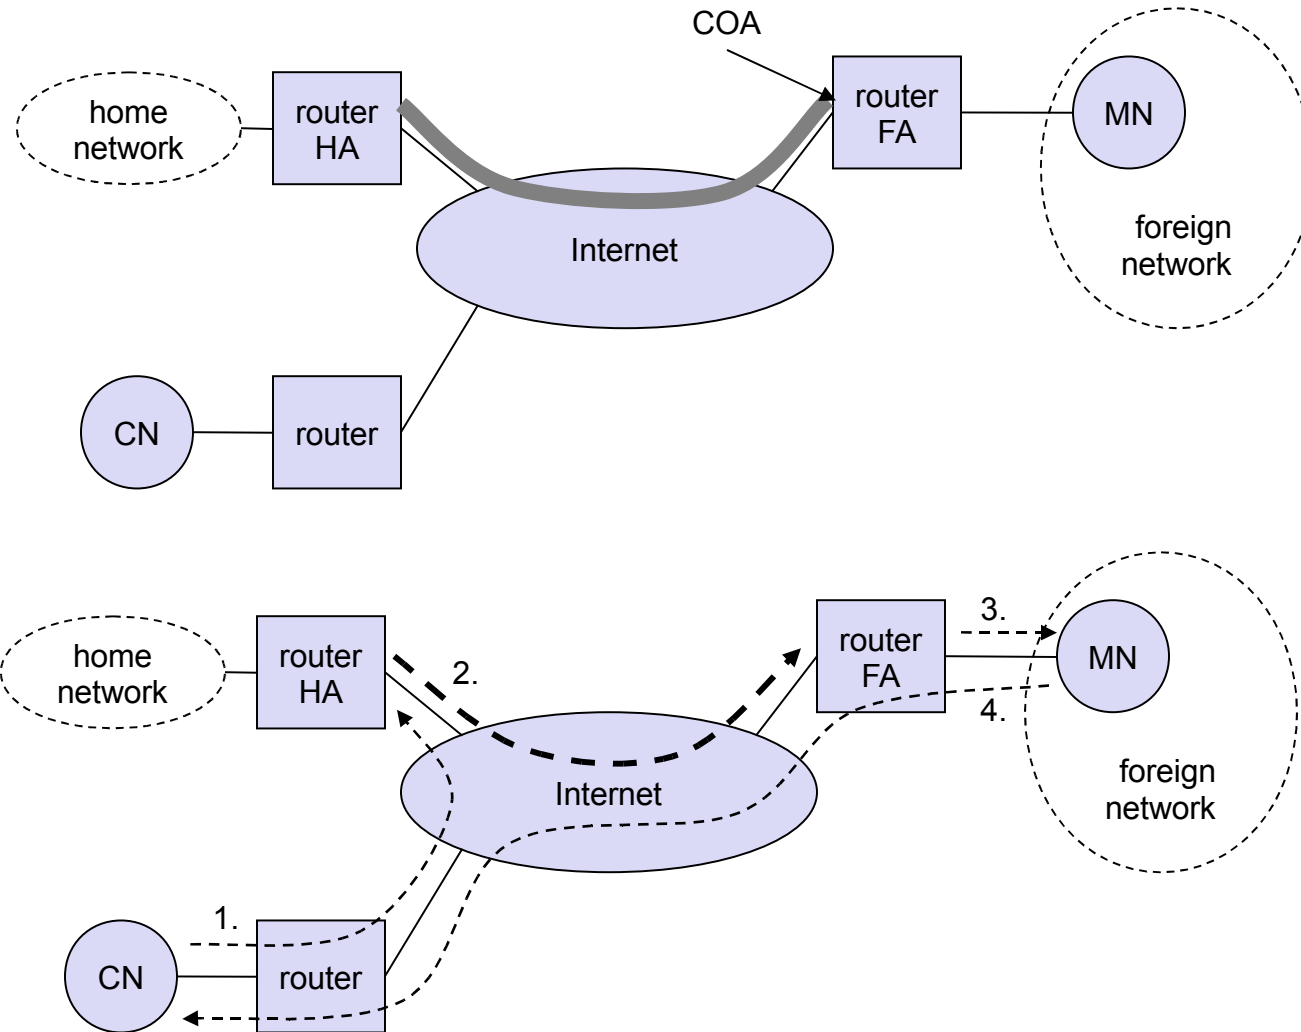 COA
home
network
router
HA
router
FA
MN
Internet
foreign
network
CN
router
home
network
router
HA
2.
router
FA
3.
MN
4.
Internet
foreign
network
1.
CN
router